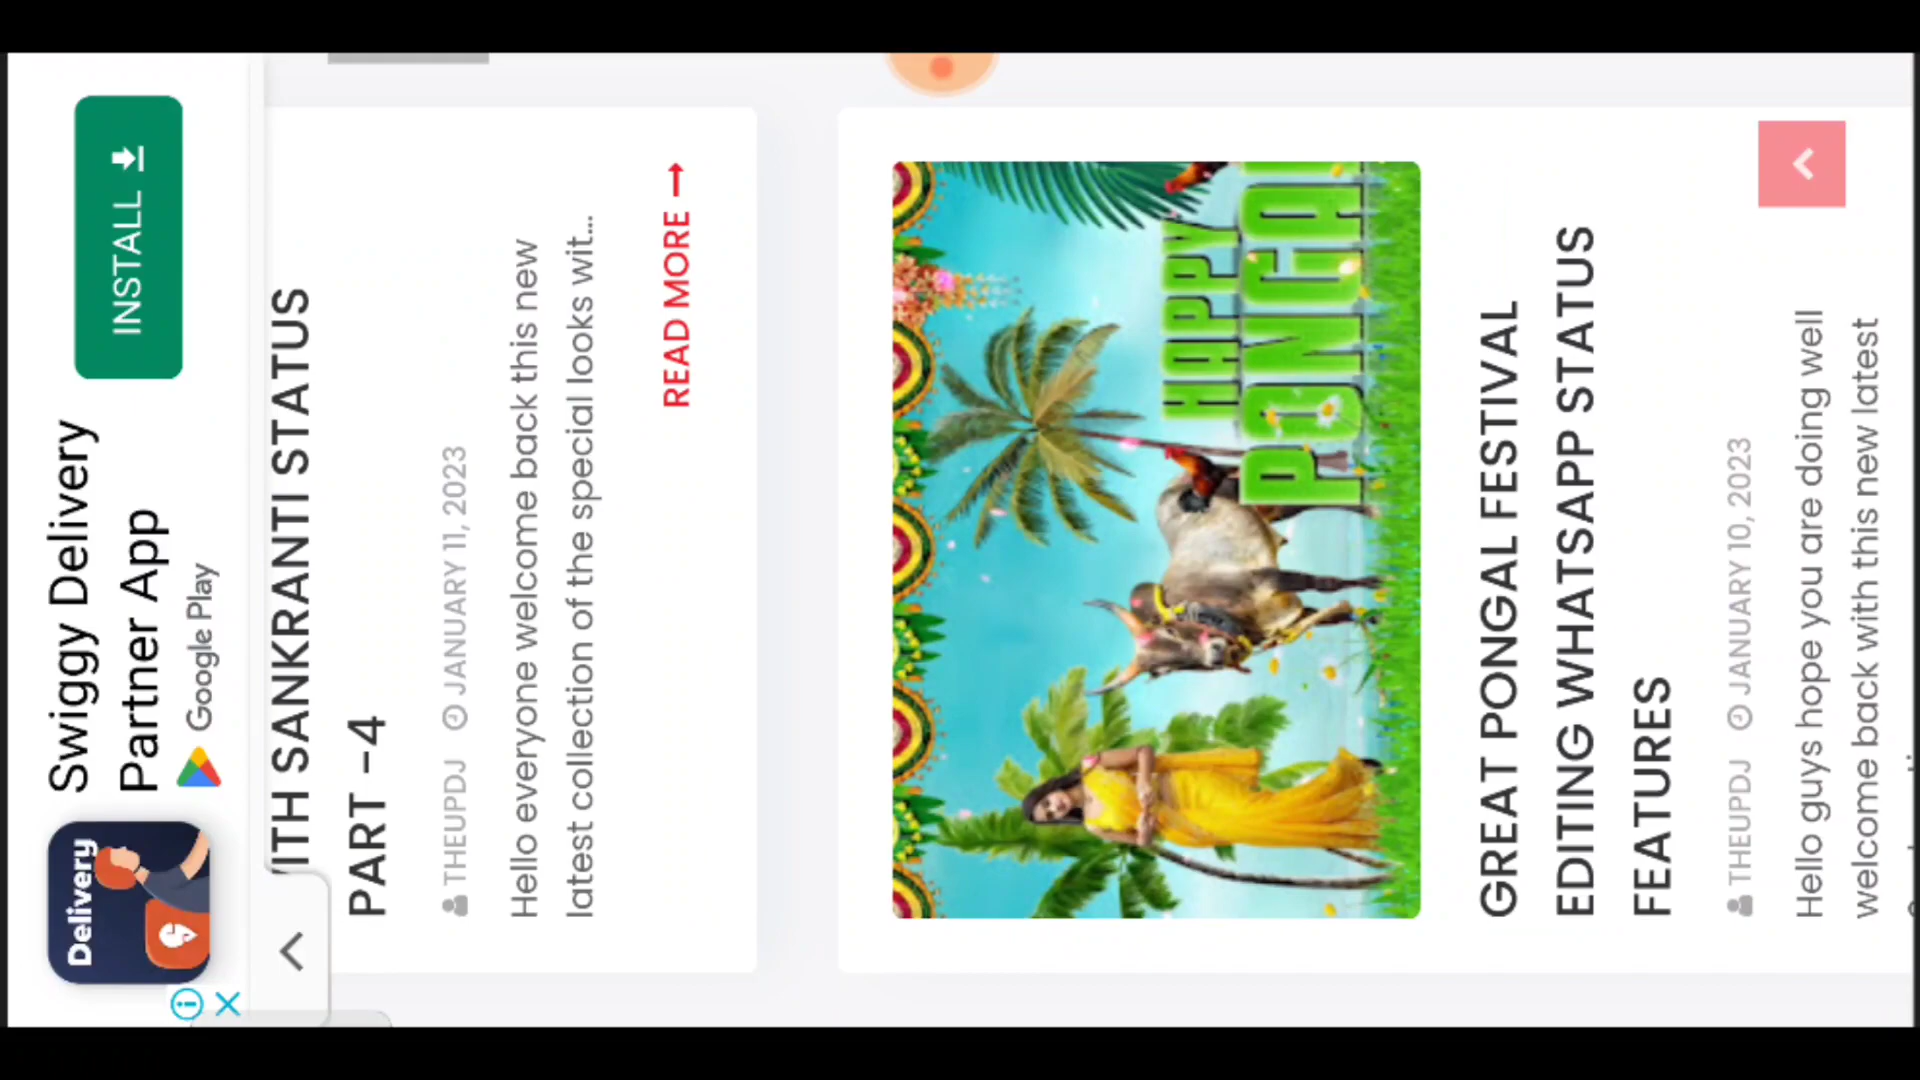 Delivery
Swiggy Delivery
Partner App
Google Play
INSTALL
ITH SANKRANTI STATUS
PART -4
THEUPDJ JANUARY 11, 2023
Hello everyone welcome back this new
latest collection of the special looks wit...
READ MORE →
HAPPY
PONGAL
GREAT PONGAL FESTIVAL
EDITING WHATSAPP STATUS
FEATURES
THEUPDJ JANUARY 10, 2023
Hello guys hope you are doing well
welcome back with this new latest